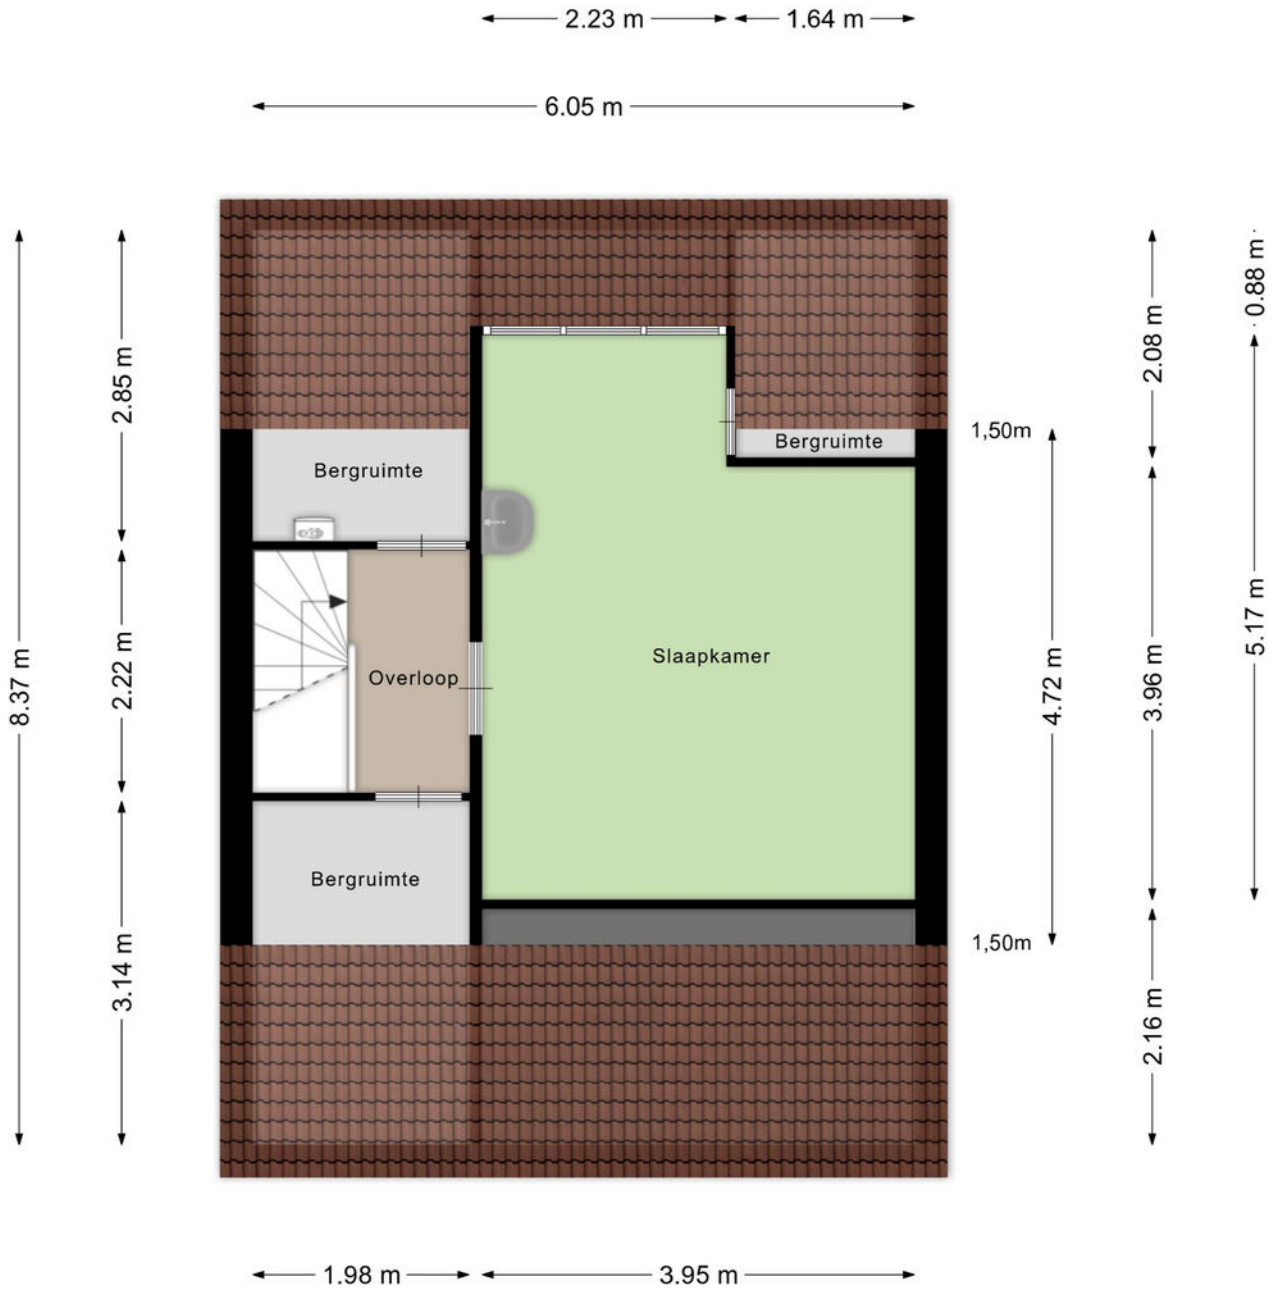 2.23 m
1.64 m
6.05 m
0.88 m
2.08 m
2.85 m
1,50m
Bergruimte
Bergruimte
8.37 m
2.22 m
Overloop
Slaapkamer
4.72 m
3.96 m
5.17 m
Bergruimte
3.14 m
1,50m
2.16 m
1.98 m
3.95 m